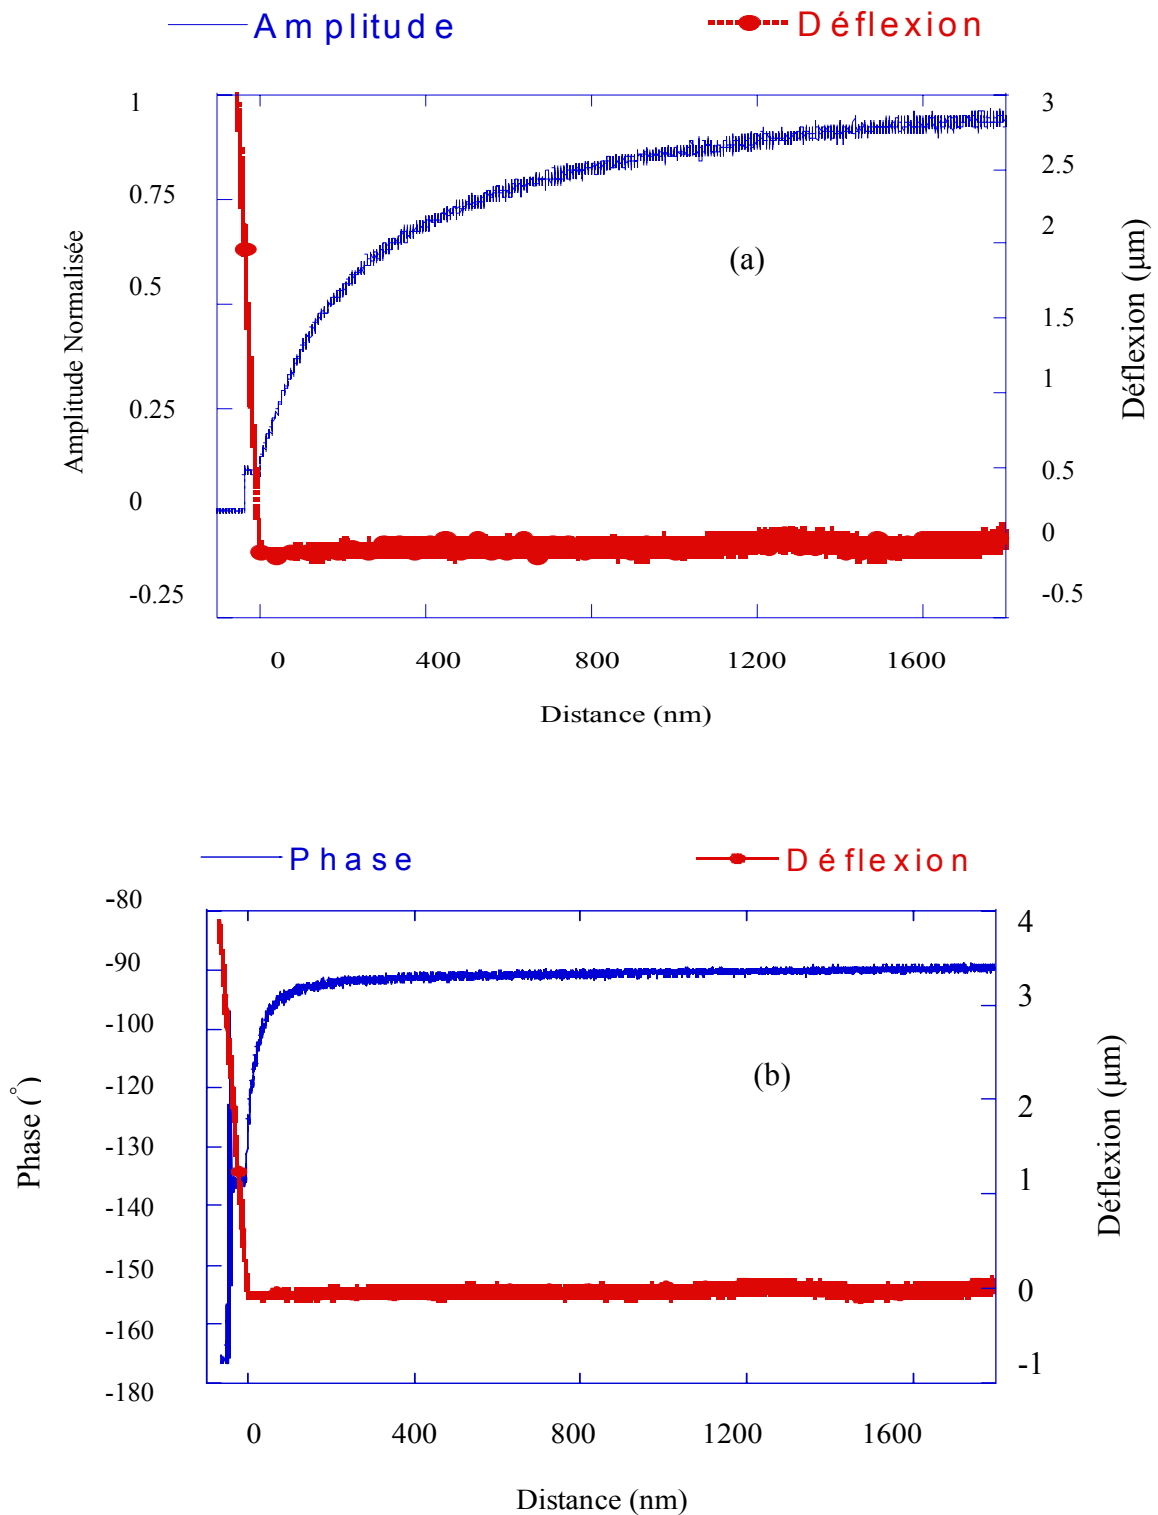 Amplitude Déflexion
1 3
0.75 2.5
0.5 2
(a)
1.5
0.25 1
0 0.5
0
-0.25 -0.5
Amplitude Normalisée
Déflexion (µm)
0 400 800 1200 1600
Distance (nm)
Phase Déflexion
-80 4
-90 3
-100
-120 2
(b)
-130
-140 1
-150 0
-160
-180 -1
Phase (°)
Déflexion (µm)
0 400 800 1200 1600
Distance (nm)